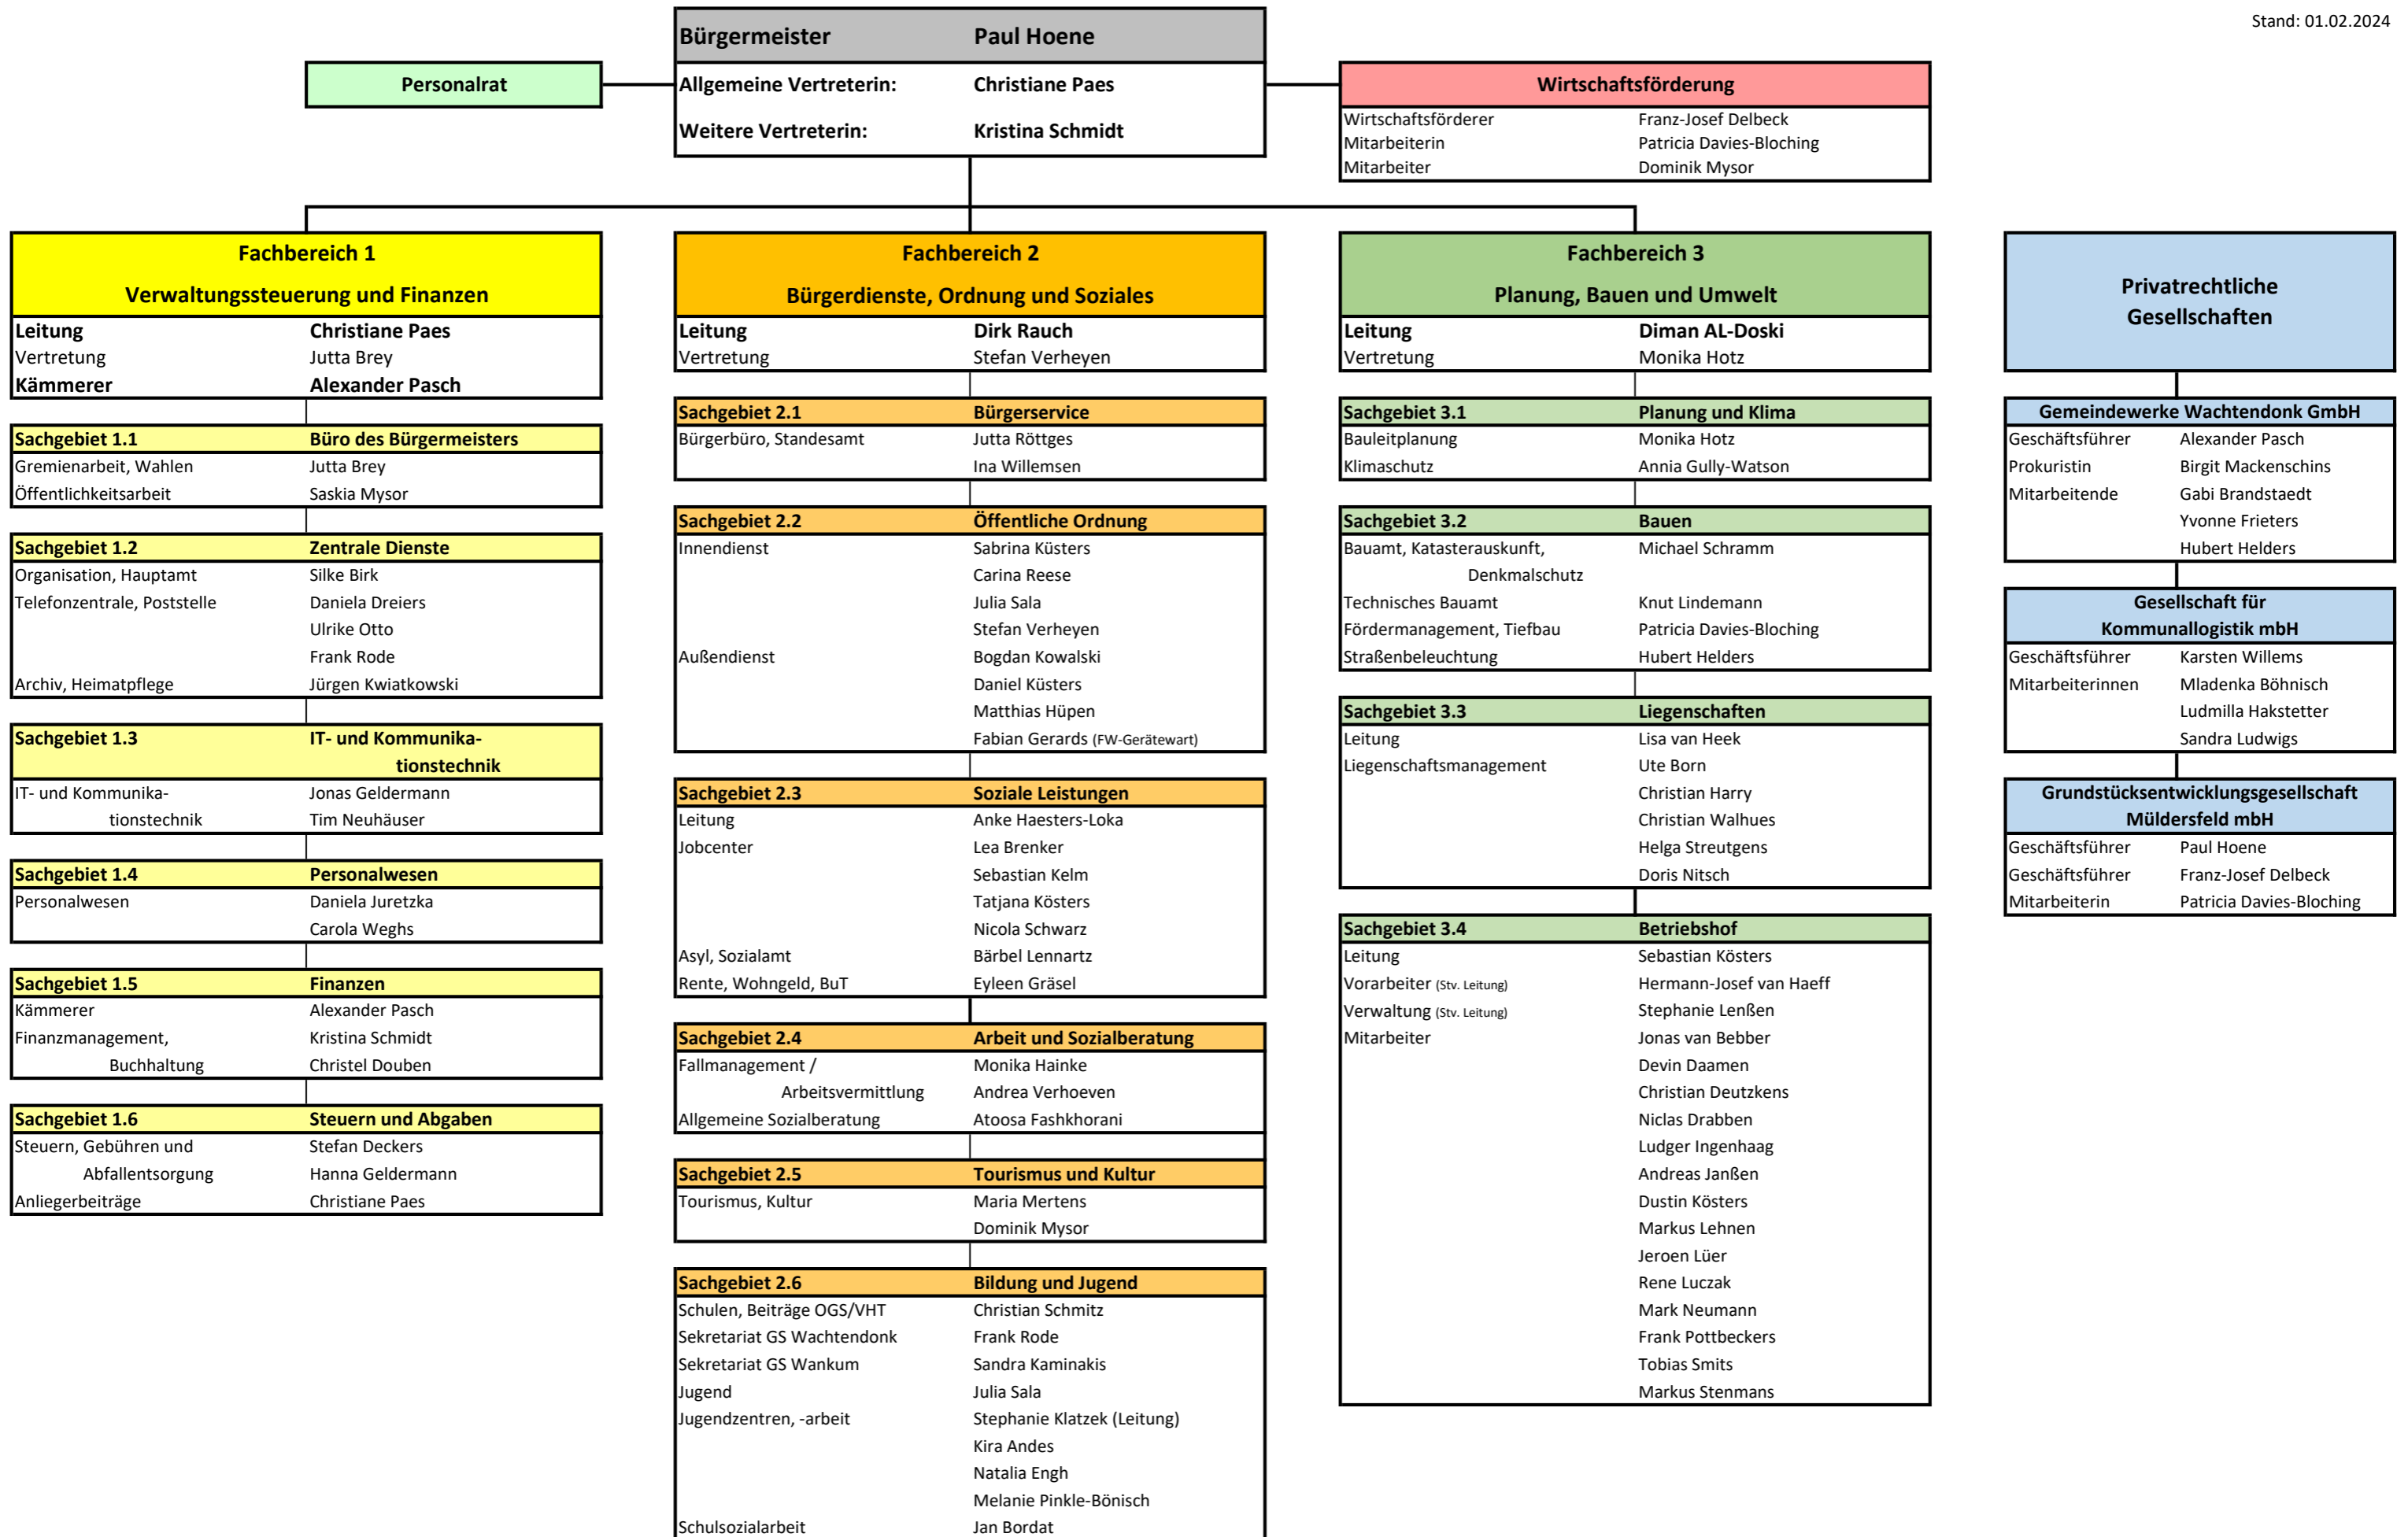 Stand: 01.02.2024
Bürgermeister Paul Hoene
Allgemeine Vertreterin: Christiane Paes
Weitere Vertreterin: Kristina Schmidt
Personalrat
Wirtschaftsförderung
Wirtschaftsförderer Franz-Josef Delbeck
Mitarbeiterin Patricia Davies-Bloching
Mitarbeiter Dominik Mysor
Fachbereich 1
Verwaltungssteuerung und Finanzen
Leitung Christiane Paes
Vertretung Jutta Brey
Kämmerer Alexander Pasch
Sachgebiet 1.1 Büro des Bürgermeisters
Gremienarbeit, Wahlen Jutta Brey
Öffentlichkeitsarbeit Saskia Mysor
Sachgebiet 1.2 Zentrale Dienste
Organisation, Hauptamt Silke Birk
Telefonzentrale, Poststelle Daniela Dreiers
Ulrike Otto
Frank Rode
Archiv, Heimatpflege Jürgen Kwiatkowski
Sachgebiet 1.3 IT- und Kommunika-
tionstechnik
IT- und Kommunika- Jonas Geldermann
tionstechnik Tim Neuhäuser
Sachgebiet 1.4 Personalwesen
Personalwesen Daniela Juretzka
Carola Weghs
Sachgebiet 1.5 Finanzen
Kämmerer Alexander Pasch
Finanzmanagement, Kristina Schmidt
Buchhaltung Christel Douben
Sachgebiet 1.6 Steuern und Abgaben
Steuern, Gebühren und Stefan Deckers
Abfallentsorgung Hanna Geldermann
Anliegerbeiträge Christiane Paes
Fachbereich 2
Bürgerdienste, Ordnung und Soziales
Leitung Dirk Rauch
Vertretung Stefan Verheyen
Sachgebiet 2.1 Bürgerservice
Bürgerbüro, Standesamt Jutta Röttges
Ina Willemsen
Sachgebiet 2.2 Öffentliche Ordnung
Innendienst Sabrina Küsters
Carina Reese
Julia Sala
Stefan Verheyen
Außendienst Bogdan Kowalski
Daniel Küsters
Matthias Hüpen
Fabian Gerards (FW-Gerätewart)
Sachgebiet 2.3 Soziale Leistungen
Leitung Anke Haesters-Loka
Jobcenter Lea Brenker
Sebastian Kelm
Tatjana Kösters
Nicola Schwarz
Asyl, Sozialamt Bärbel Lennartz
Rente, Wohngeld, BuT Eyleen Gräsel
Sachgebiet 2.4 Arbeit und Sozialberatung
Fallmanagement / Monika Hainke
Arbeitsvermittlung Andrea Verhoeven
Allgemeine Sozialberatung Atoosa Fashkhorani
Sachgebiet 2.5 Tourismus und Kultur
Tourismus, Kultur Maria Mertens
Dominik Mysor
Sachgebiet 2.6 Bildung und Jugend
Schulen, Beiträge OGS/VHT Christian Schmitz
Sekretariat GS Wachtendonk Frank Rode
Sekretariat GS Wankum Sandra Kaminakis
Jugend Julia Sala
Jugendzentren, -arbeit Stephanie Klatzek (Leitung)
Kira Andes
Natalia Engh
Melanie Pinkle-Bönisch
Schulsozialarbeit Jan Bordat
Fachbereich 3
Planung, Bauen und Umwelt
Leitung Diman AL-Doski
Vertretung Monika Hotz
Sachgebiet 3.1 Planung und Klima
Bauleitplanung Monika Hotz
Klimaschutz Annia Gully-Watson
Sachgebiet 3.2 Bauen
Bauamt, Katasterauskunft, Michael Schramm
Denkmalschutz
Technisches Bauamt Knut Lindemann
Fördermanagement, Tiefbau Patricia Davies-Bloching
Straßenbeleuchtung Hubert Helders
Sachgebiet 3.3 Liegenschaften
Leitung Lisa van Heek
Liegenschaftsmanagement Ute Born
Christian Harry
Christian Walhues
Helga Streutgens
Doris Nitsch
Sachgebiet 3.4 Betriebshof
Leitung Sebastian Kösters
Vorarbeiter (Stv. Leitung) Hermann-Josef van Haeff
Verwaltung (Stv. Leitung) Stephanie Lenßen
Mitarbeiter Jonas van Bebber
Devin Daamen
Christian Deutzkens
Niclas Drabben
Ludger Ingenhaag
Andreas Janßen
Dustin Kösters
Markus Lehnen
Jeroen Lüer
Rene Luczak
Mark Neumann
Frank Pottbeckers
Tobias Smits
Markus Stenmans
Privatrechtliche
Gesellschaften
Gemeindewerke Wachtendonk GmbH
Geschäftsführer Alexander Pasch
Prokuristin Birgit Mackenschins
Mitarbeitende Gabi Brandstaedt
Yvonne Frieters
Hubert Helders
Gesellschaft für
Kommunallogistik mbH
Geschäftsführer Karsten Willems
Mitarbeiterinnen Mladenka Böhnisch
Ludmilla Hakstetter
Sandra Ludwigs
Grundstücksentwicklungsgesellschaft
Müldersfeld mbH
Geschäftsführer Paul Hoene
Geschäftsführer Franz-Josef Delbeck
Mitarbeiterin Patricia Davies-Bloching